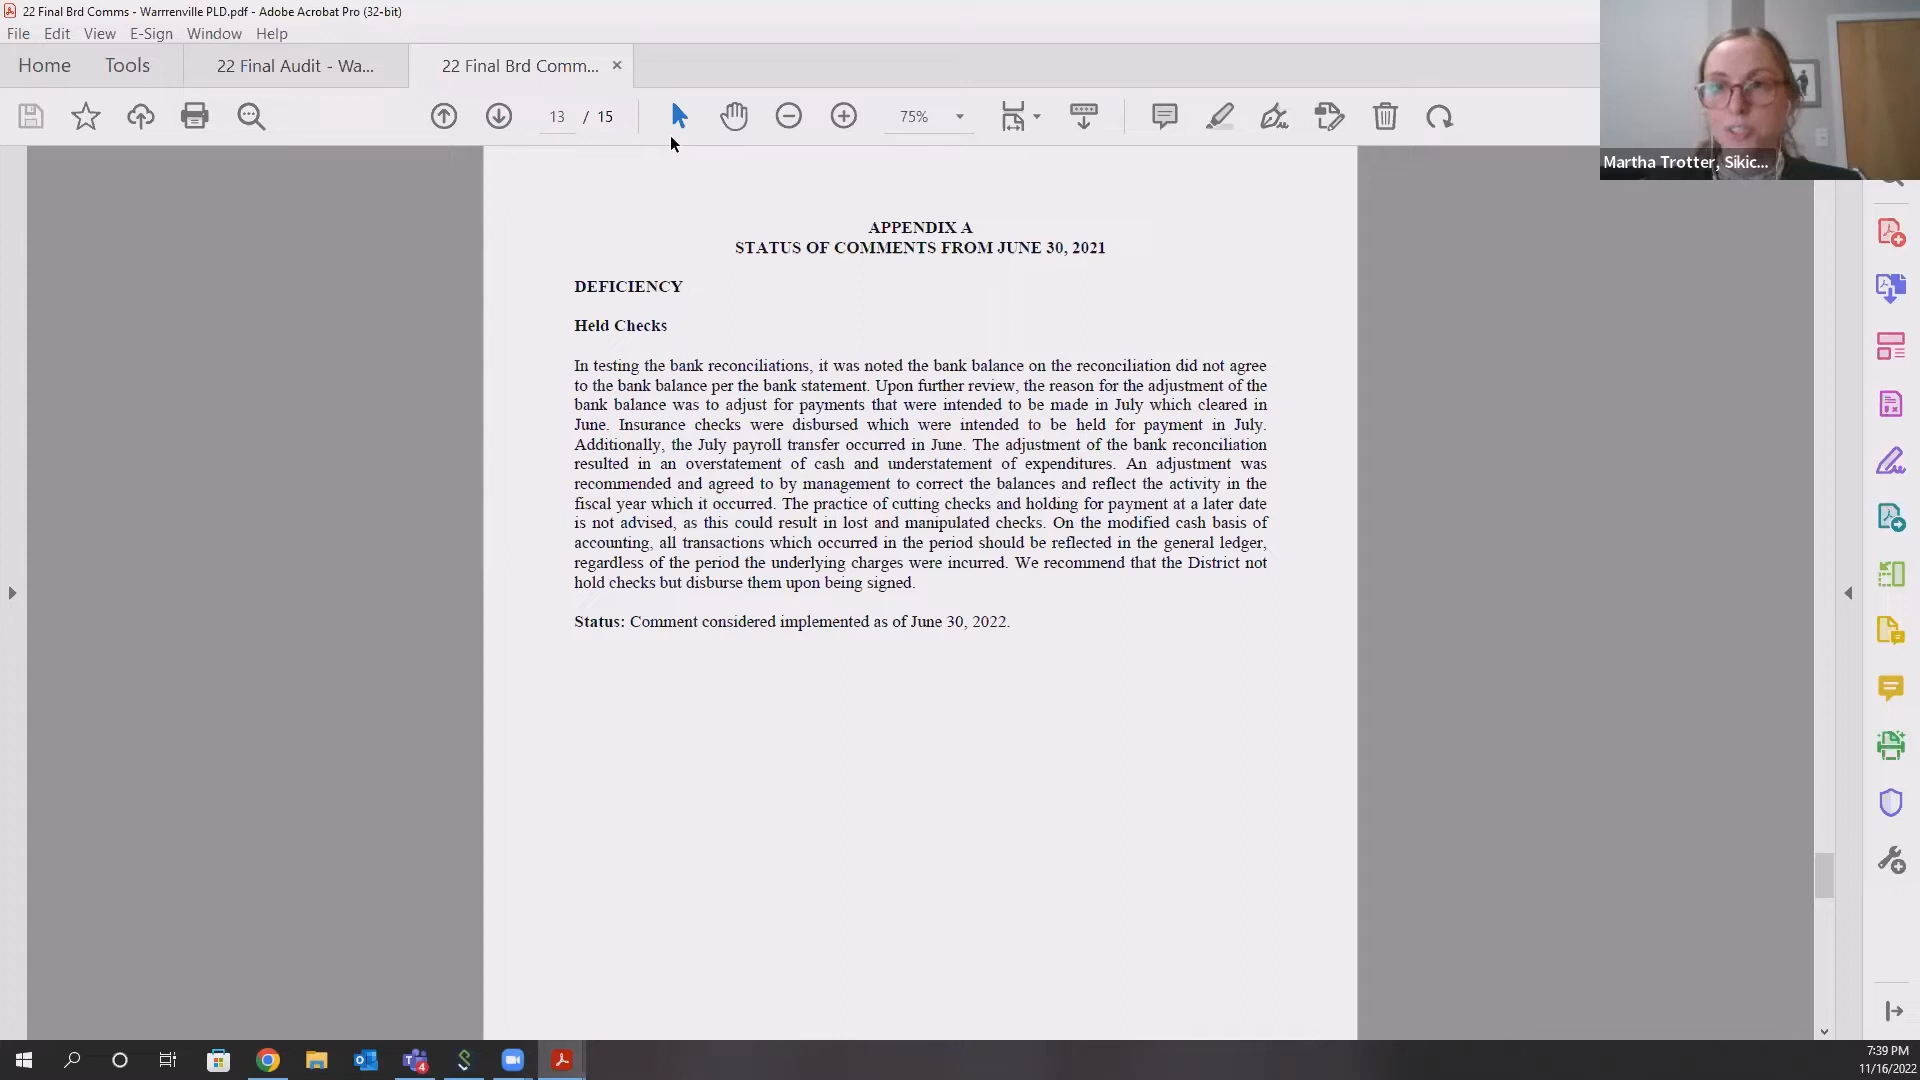 22 Final Brd Comms - Warrrenville PLD.pdf - Adobe Acrobat Pro (32-bit)
File Edit View E-Sign Window Help
Home Tools 22 Final Audit - Wa... 22 Final Brd Comm... ×
13 / 15 75%
Martha Trotter, Sikic...
APPENDIX A
STATUS OF COMMENTS FROM JUNE 30, 2021
DEFICIENCY
Held Checks
In testing the bank reconciliations, it was noted the bank balance on the reconciliation did not agree
to the bank balance per the bank statement. Upon further review, the reason for the adjustment of the
bank balance was to adjust for payments that were intended to be made in July which cleared in
June. Insurance checks were disbursed which were intended to be held for payment in July.
Additionally, the July payroll transfer occurred in June. The adjustment of the bank reconciliation
resulted in an overstatement of cash and understatement of expenditures. An adjustment was
recommended and agreed to by management to correct the balances and reflect the activity in the
fiscal year which it occurred. The practice of cutting checks and holding for payment at a later date
is not advised, as this could result in lost and manipulated checks. On the modified cash basis of
accounting, all transactions which occurred in the period should be reflected in the general ledger,
regardless of the period the underlying charges were incurred. We recommend that the District not
hold checks but disburse them upon being signed.
Status: Comment considered implemented as of June 30, 2022.
4
7:39 PM
11/16/2022